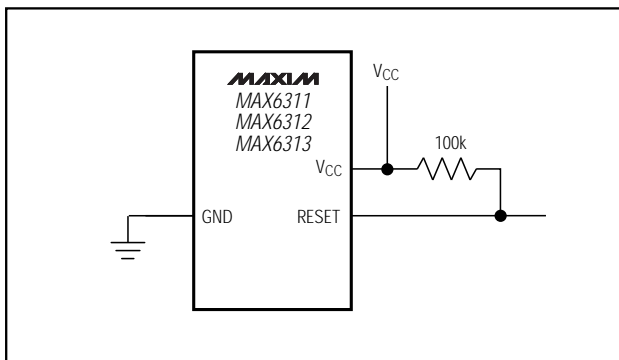 MAXIM
MAX6311
MAX6312
MAX6313
VCC
VCC
100k
GND
RESET